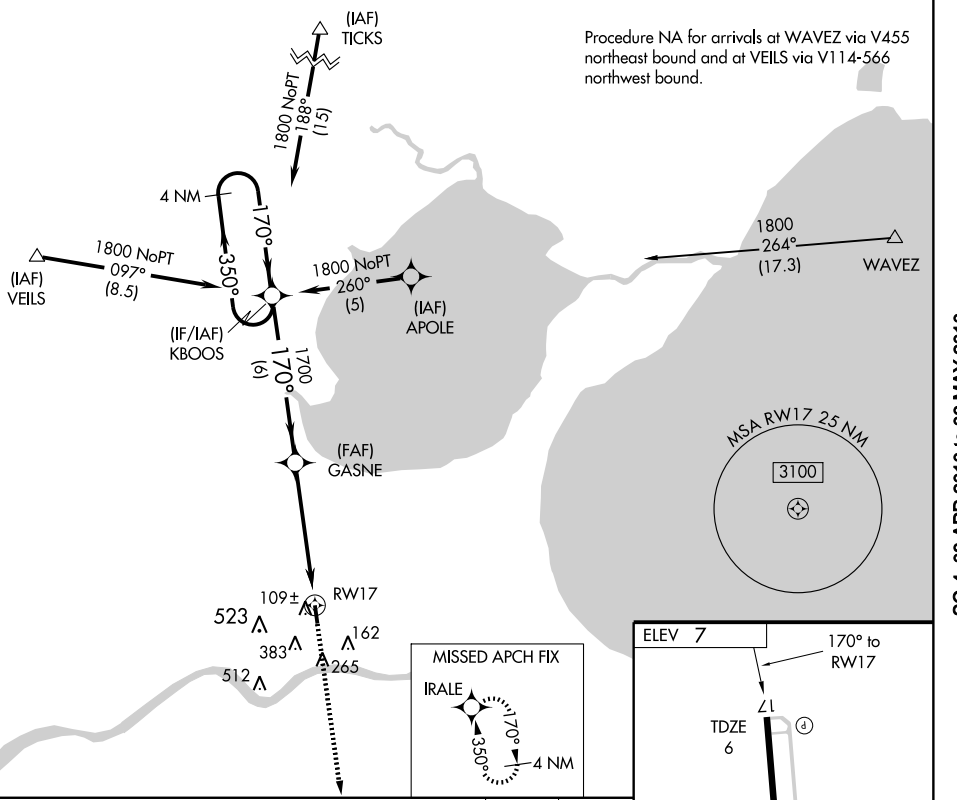 (IAF)
TICKS
Procedure NA for arrivals at WAVEZ via V455
northeast bound and at VEILS via V114-566
northwest bound.
1800 NoPT
188°
(15)
4 NM
170°
350°
1800 NoPT
097°
(8.5)
(IAF)
VEILS
1800 NoPT
260°
(5)
(IAF)
APOLE
1800
264°
(17.3)
WAVEZ
(IF/IAF)
KBOOS
1700
170°
(6)
(FAF)
GASNE
MSA RW17 25 NM
3100
109±
RW17
523
383
162
265
512
MISSED APCH FIX
IRALE
170°
350°
4 NM
ELEV 7
170° to
RW17
17
TDZE
6
P